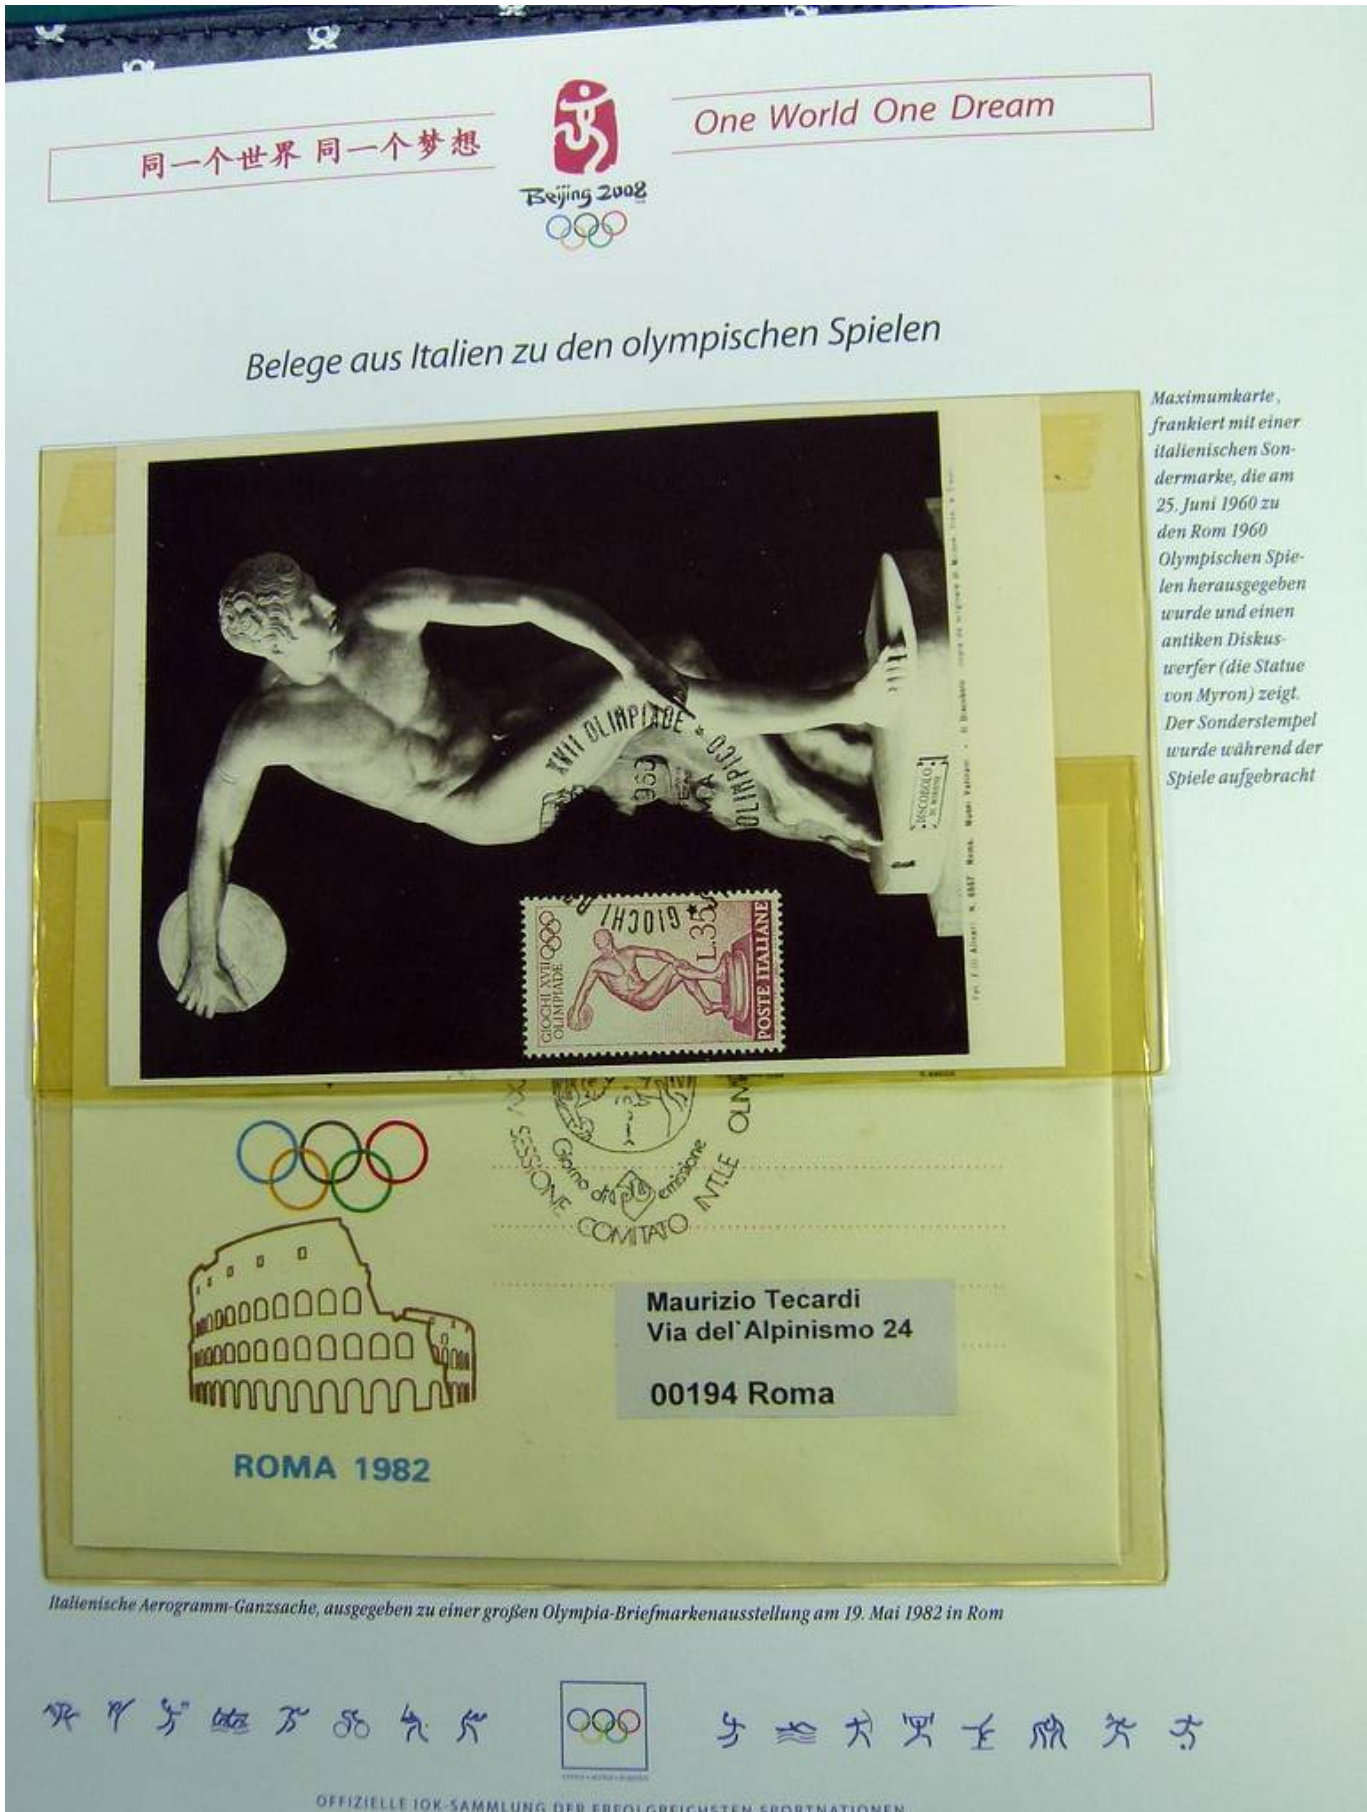 同一个世界 同一个梦想
One World One Dream
Beijing 2008
Belege aus Italien zu den olympischen Spielen
Maximumkarte,
frankiert mit einer
italienischen Son-
dermarke, die am
25. Juni 1960 zu
den Rom 1960
Olympischen Spie-
len herausgegeben
wurde und einen
antiken Diskus-
werfer (die Statue
von Myron) zeigt.
Der Sonderstempel
wurde während der
Spiele aufgebracht
XVII OLIMPIADE
OLIMPICO
GIOCHI
DISCOBOLO
GIOCHI XVII
OLIMPIADE
L.35
POSTE ITALIANE
SESSIONE COMITATO INT.LE
Giorno di emissione
Maurizio Tecardi
Via del`Alpinismo 24
00194 Roma
ROMA 1982
Italienische Aerogramm-Ganzsache, ausgegeben zu einer großen Olympia-Briefmarkenausstellung am 19. Mai 1982 in Rom
OFFIZIELLE IOK-SAMMLUNG DER ERFOLGREICHSTEN SPORTNATIONEN